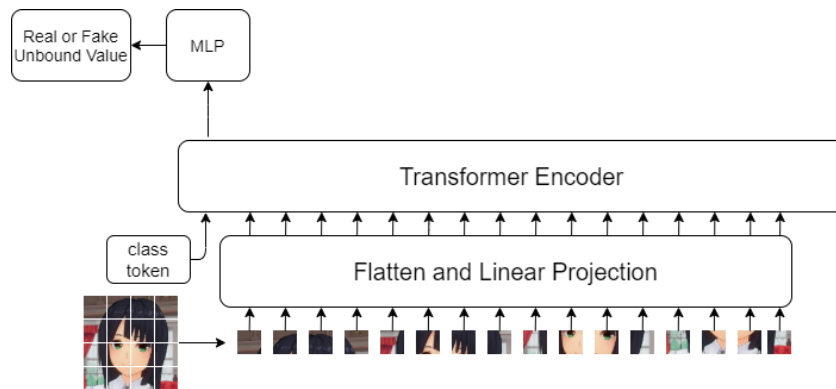 Real or Fake
Unbound Value
MLP
Transformer Encoder
class
token
Flatten and Linear Projection